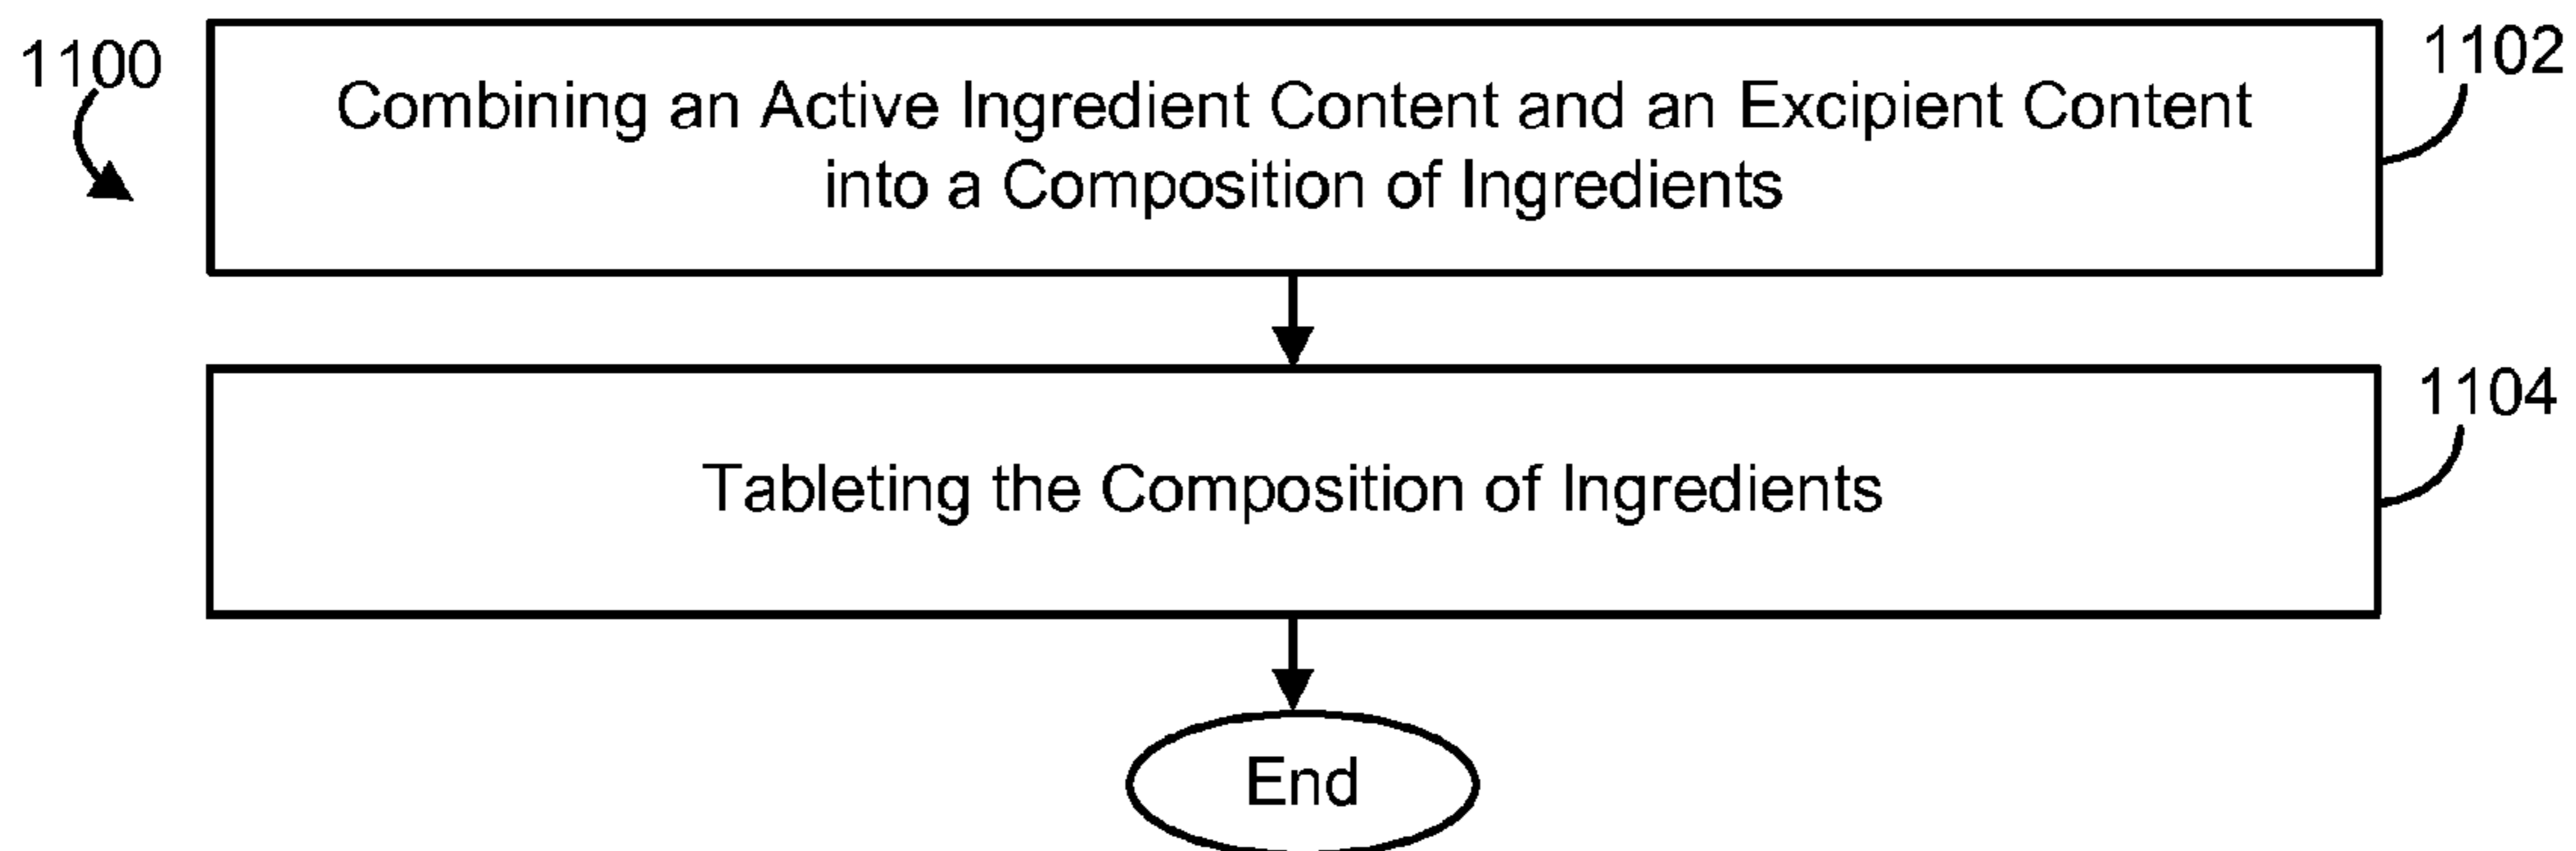 1100
1102
Combining an Active Ingredient Content and an Excipient Content
into a Composition of Ingredients
1104
Tableting the Composition of Ingredients
End